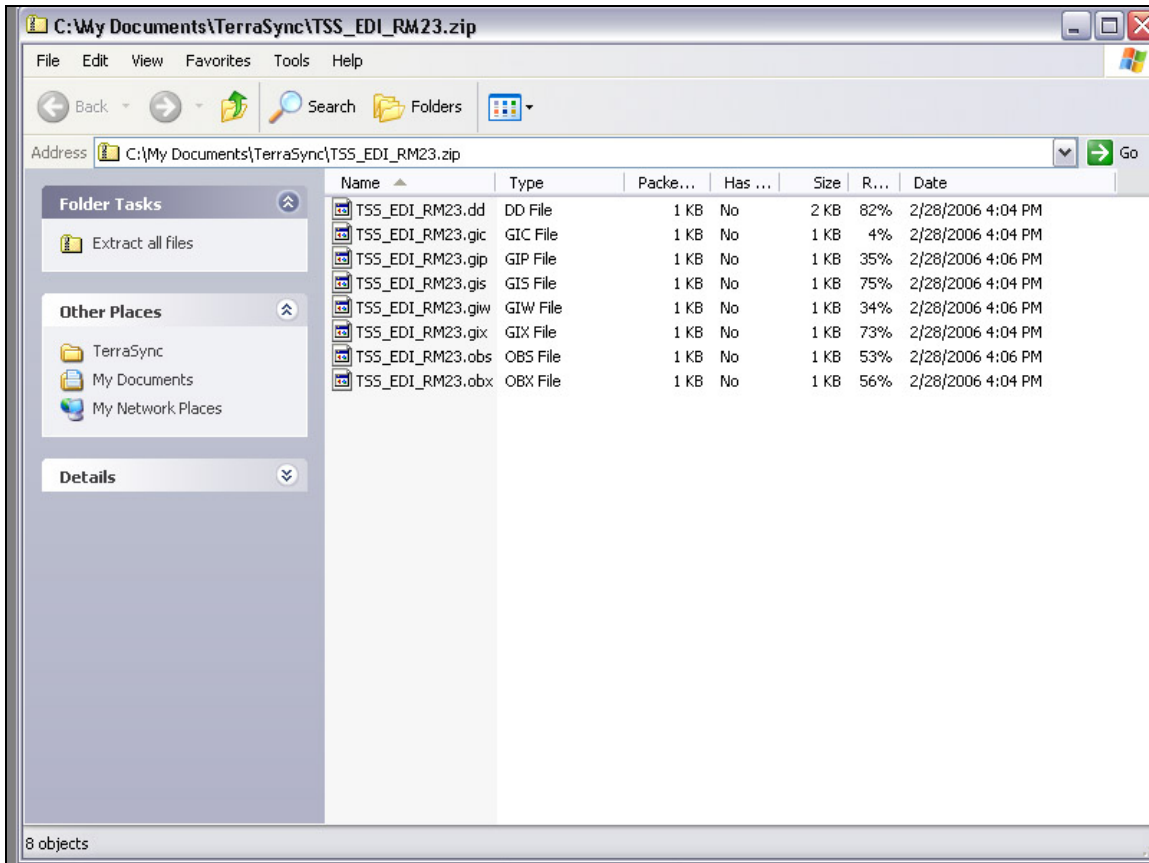 C:\My Documents\TerraSync\TSS_EDI_RM23.zip
File Edit View Favorites Tools Help
Back Search Folders
Address C:\My Documents\TerraSync\TSS_EDI_RM23.zip Go
Folder Tasks
Extract all files
Other Places
TerraSync
My Documents
My Network Places
Details
Name Type Packe... Has ... Size R... Date
TSS_EDI_RM23.dd DD File 1 KB No 2 KB 82% 2/28/2006 4:04 PM
TSS_EDI_RM23.gic GIC File 1 KB No 1 KB 4% 2/28/2006 4:04 PM
TSS_EDI_RM23.gip GIP File 1 KB No 1 KB 35% 2/28/2006 4:06 PM
TSS_EDI_RM23.gis GIS File 1 KB No 1 KB 75% 2/28/2006 4:04 PM
TSS_EDI_RM23.giw GIW File 1 KB No 1 KB 34% 2/28/2006 4:06 PM
TSS_EDI_RM23.gix GIX File 1 KB No 1 KB 73% 2/28/2006 4:04 PM
TSS_EDI_RM23.obs OBS File 1 KB No 1 KB 53% 2/28/2006 4:06 PM
TSS_EDI_RM23.obx OBX File 1 KB No 1 KB 56% 2/28/2006 4:04 PM
8 objects